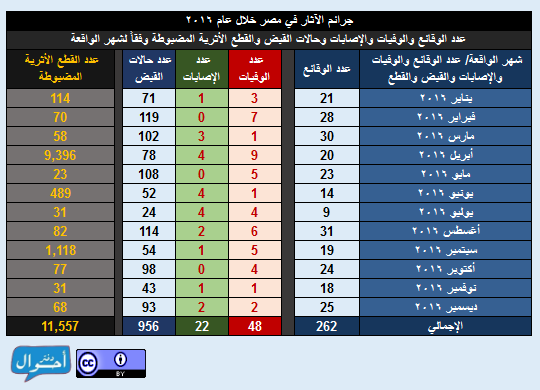 جرائم الآثار في مصر خلال عام ٢٠١٦
عدد الوقائع والوفيات والإصابات وحالات القبض والقطع الأثرية المضبوطة وفقاً لشهر الواقعة
شهر الواقعة/ عدد الوقائع والوفيات والإصابات والقبض والقطع | عدد الوقائع | عدد الوفيات | عدد الإصابات | عدد حالات القبض | عدد القطع الأثرية المضبوطة
يناير ٢٠١٦ 21 3 1 71 114
فبراير ٢٠١٦ 28 7 0 119 70
مارس ٢٠١٦ 30 1 3 102 58
أبريل ٢٠١٦ 20 9 4 78 9,396
مايو ٢٠١٦ 23 5 0 108 23
يونيو ٢٠١٦ 14 1 4 52 489
يوليو ٢٠١٦ 9 4 4 24 31
أغسطس ٢٠١٦ 31 6 2 114 82
سبتمبر ٢٠١٦ 19 5 1 54 1,118
أكتوبر ٢٠١٦ 24 4 0 98 77
نوفمبر ٢٠١٦ 18 1 1 43 31
ديسمبر ٢٠١٦ 25 2 2 93 68
الإجمالي 262 48 22 956 11,557
دفتر أحوال
cc
BY